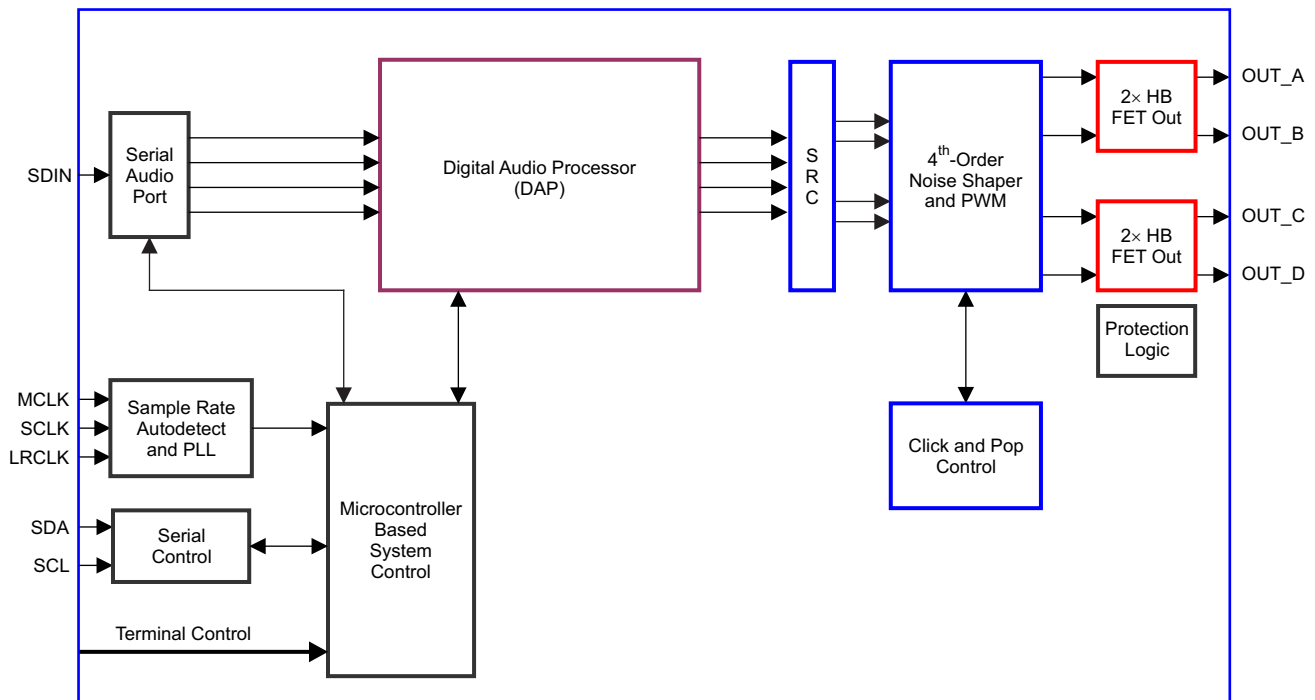 SDIN
Serial
Audio
Port
Digital Audio Processor
(DAP)
S
R
C
4th-Order
Noise Shaper
and PWM
2× HB
FET Out
OUT_A
OUT_B
2× HB
FET Out
OUT_C
OUT_D
Protection
Logic
MCLK
SCLK
LRCLK
Sample Rate
Autodetect
and PLL
SDA
SCL
Serial
Control
Terminal Control
Microcontroller
Based
System
Control
Click and Pop
Control